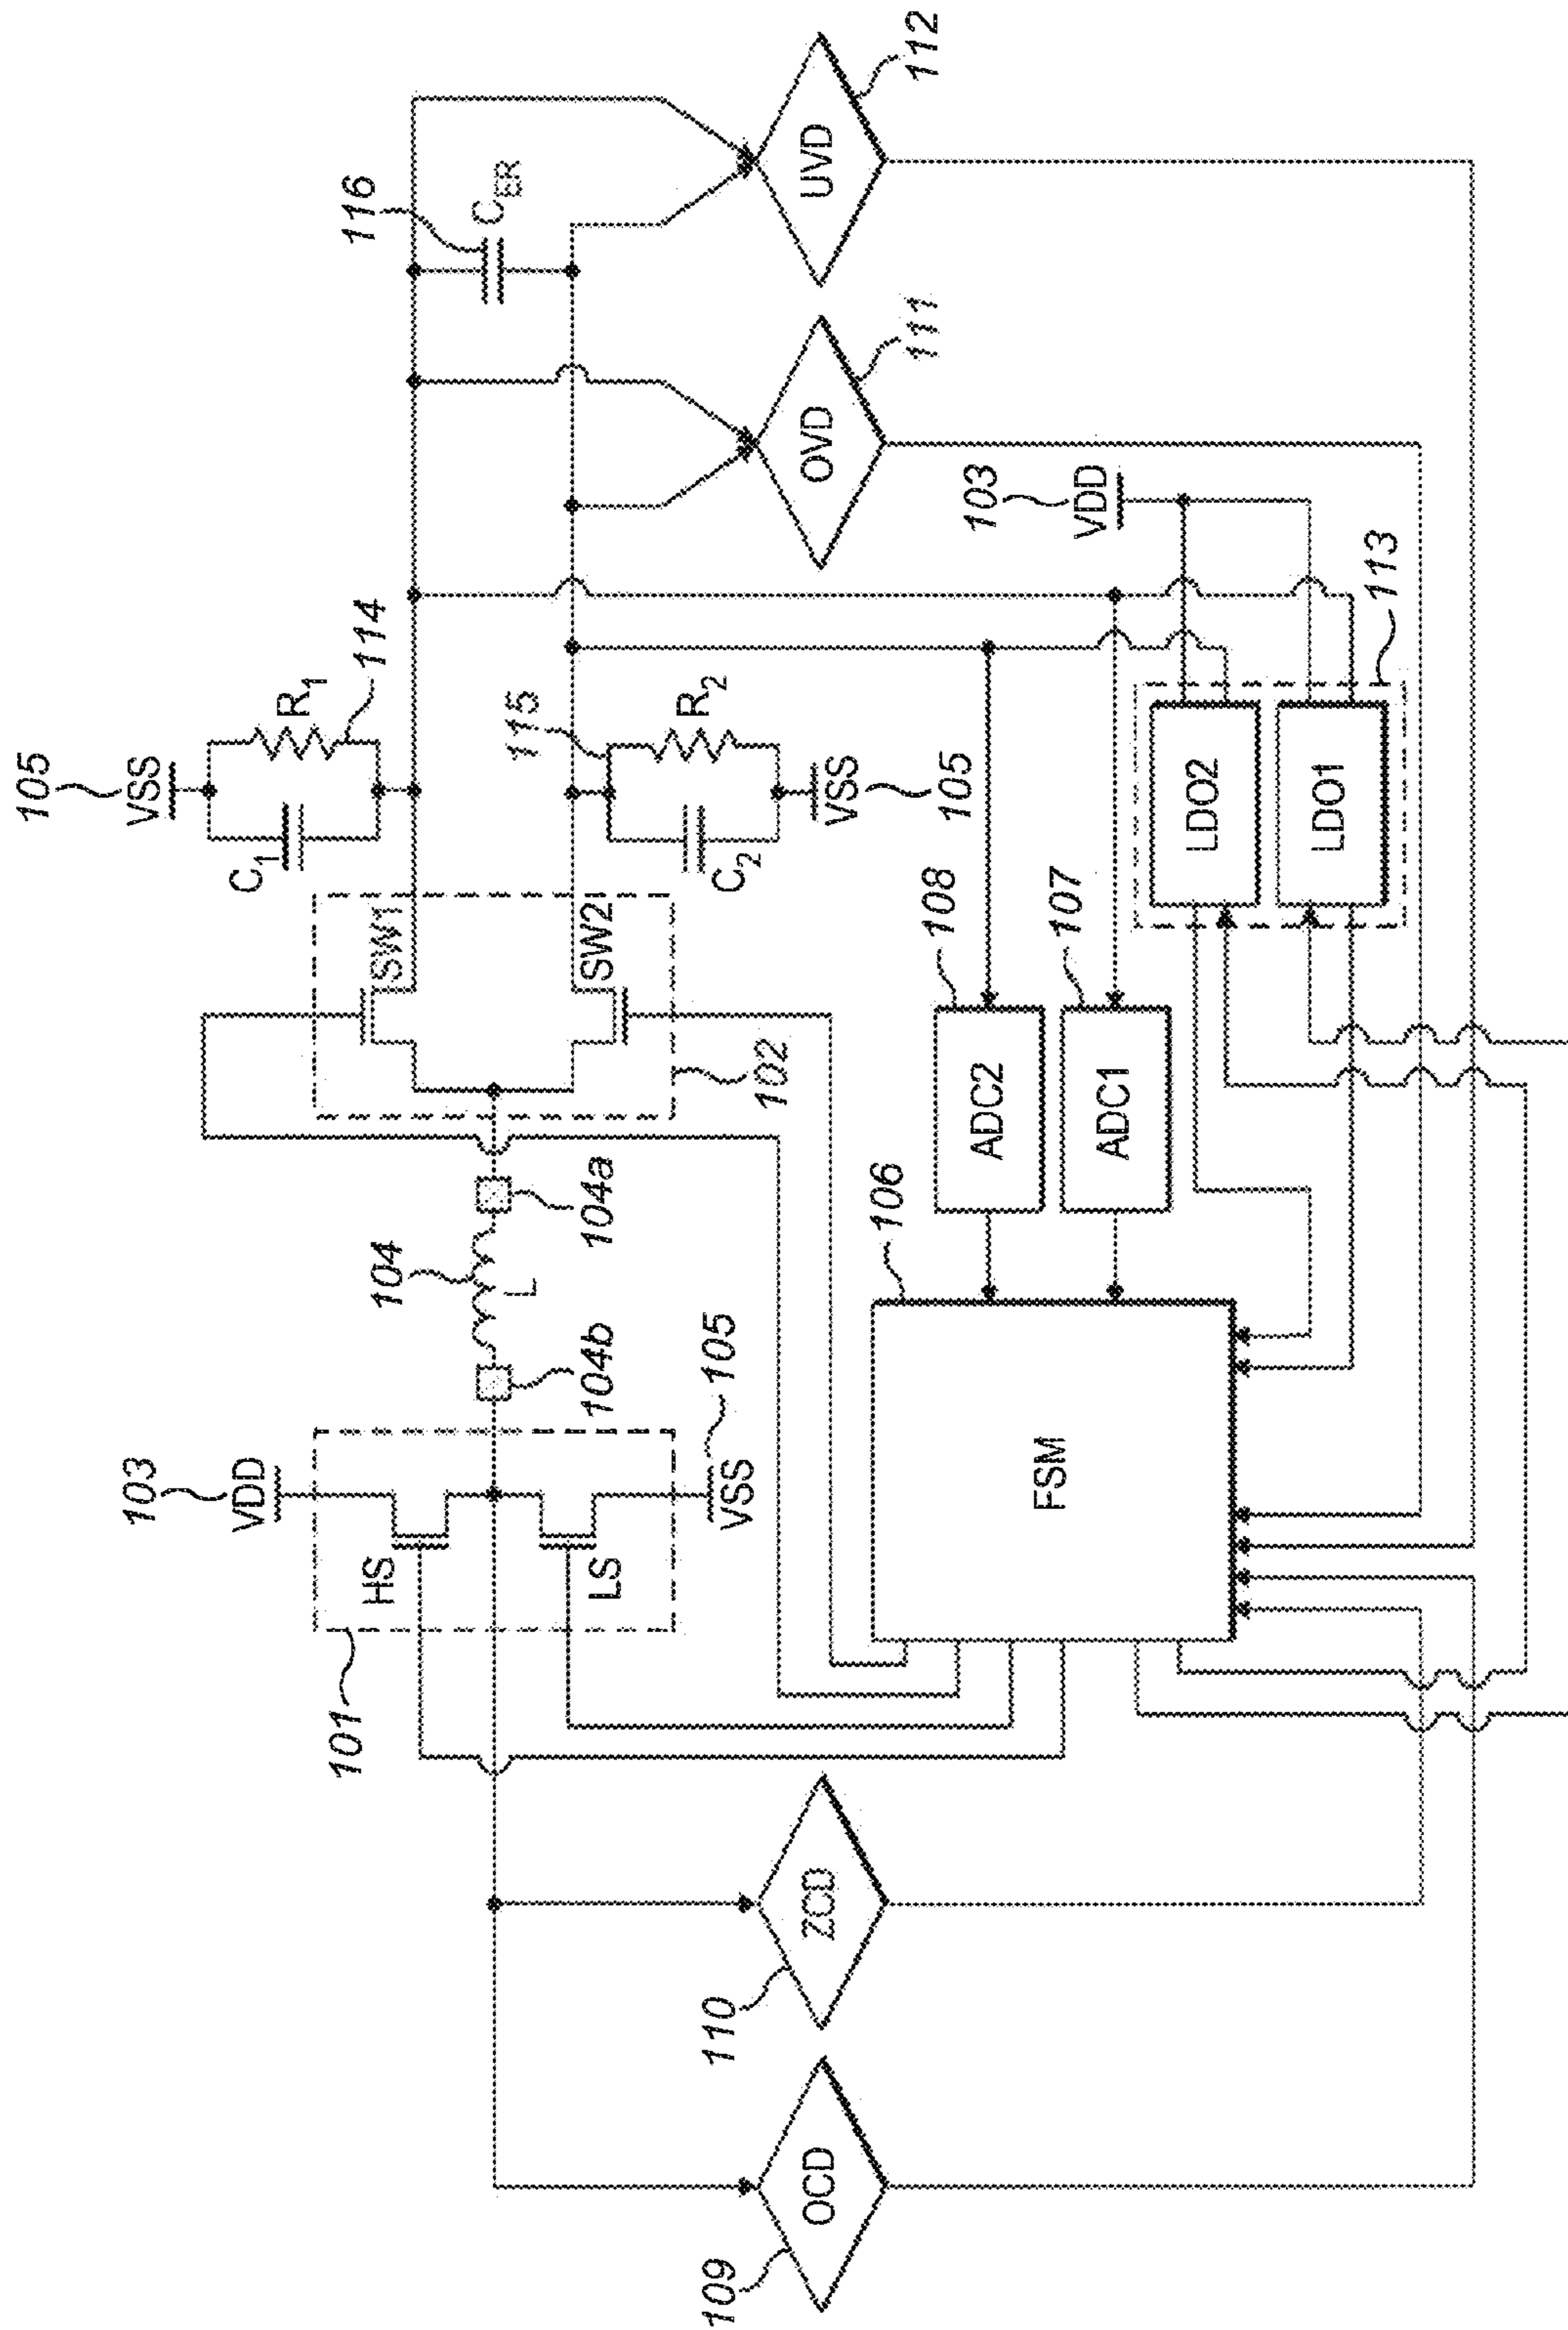 103
VDD
101
HS
LS
105
VSS
104
L
104b
104a
102
SW1
SW2
105
VSS
C1
R1
114
115
C2
R2
VSS
105
116
CER
109
OCD
110
ZCD
106
FSM
108
ADC2
107
ADC1
103
VDD
113
LDO2
LDO1
111
OVD
112
UVD